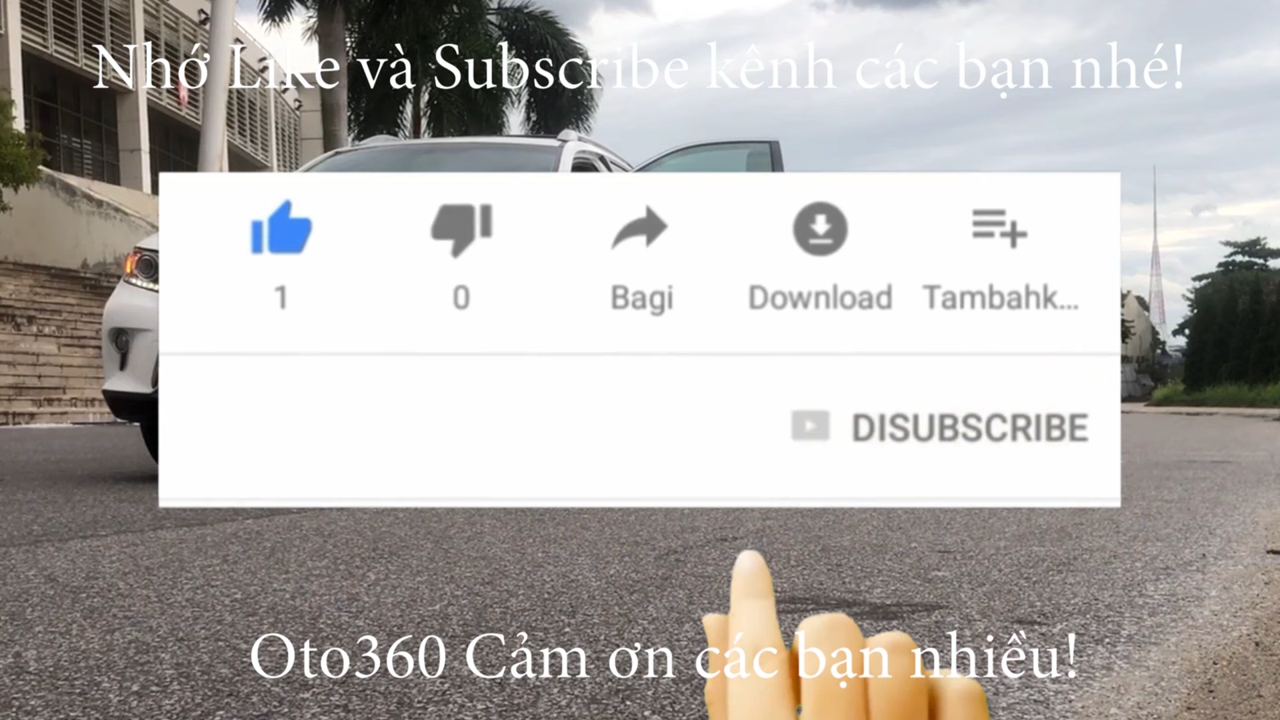 Nhớ Like và Subscribe kênh các bạn nhé!
1
0
Bagi
Download
Tambahk...
DISUBSCRIBE
Oto360 Cảm ơn các bạn nhiều!